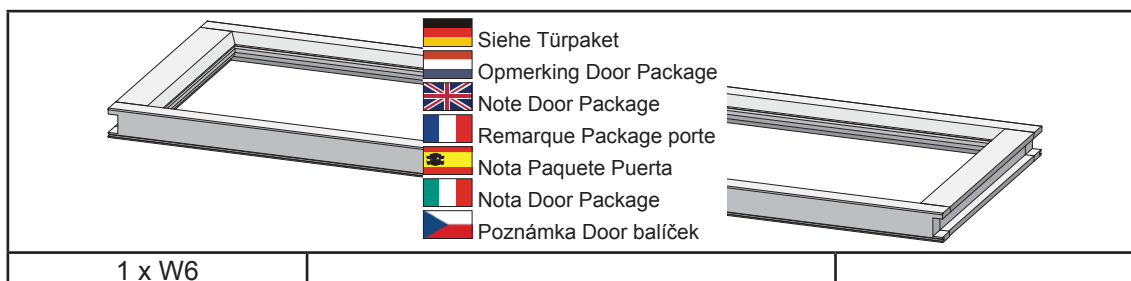 Siehe Türpaket
Opmerking Door Package
Note Door Package
Remarque Package porte
Nota Paquete Puerta
Nota Door Package
Poznámka Door balíček
1 x W6